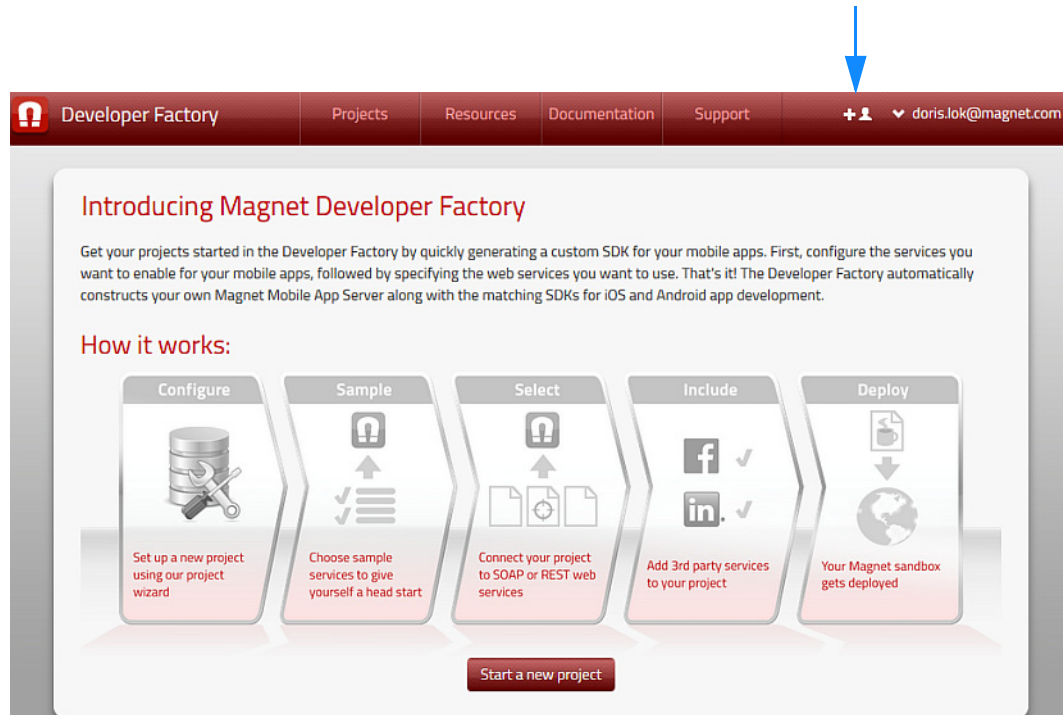 Developer Factory Projects Resources Documentation Support doris.lok@magnet.com
Introducing Magnet Developer Factory
Get your projects started in the Developer Factory by quickly generating a custom SDK for your mobile apps. First, configure the services you
want to enable for your mobile apps, followed by specifying the web services you want to use. That's it! The Developer Factory automatically
constructs your own Magnet Mobile App Server along with the matching SDKs for iOS and Android app development.
How it works:
Configure
Set up a new project
using our project
wizard
Sample
Choose sample
services to give
yourself a head start
Select
Connect your project
to SOAP or REST web
services
Include
f
in.
Add 3rd party services
to your project
Deploy
Your Magnet sandbox
gets deployed
Start a new project